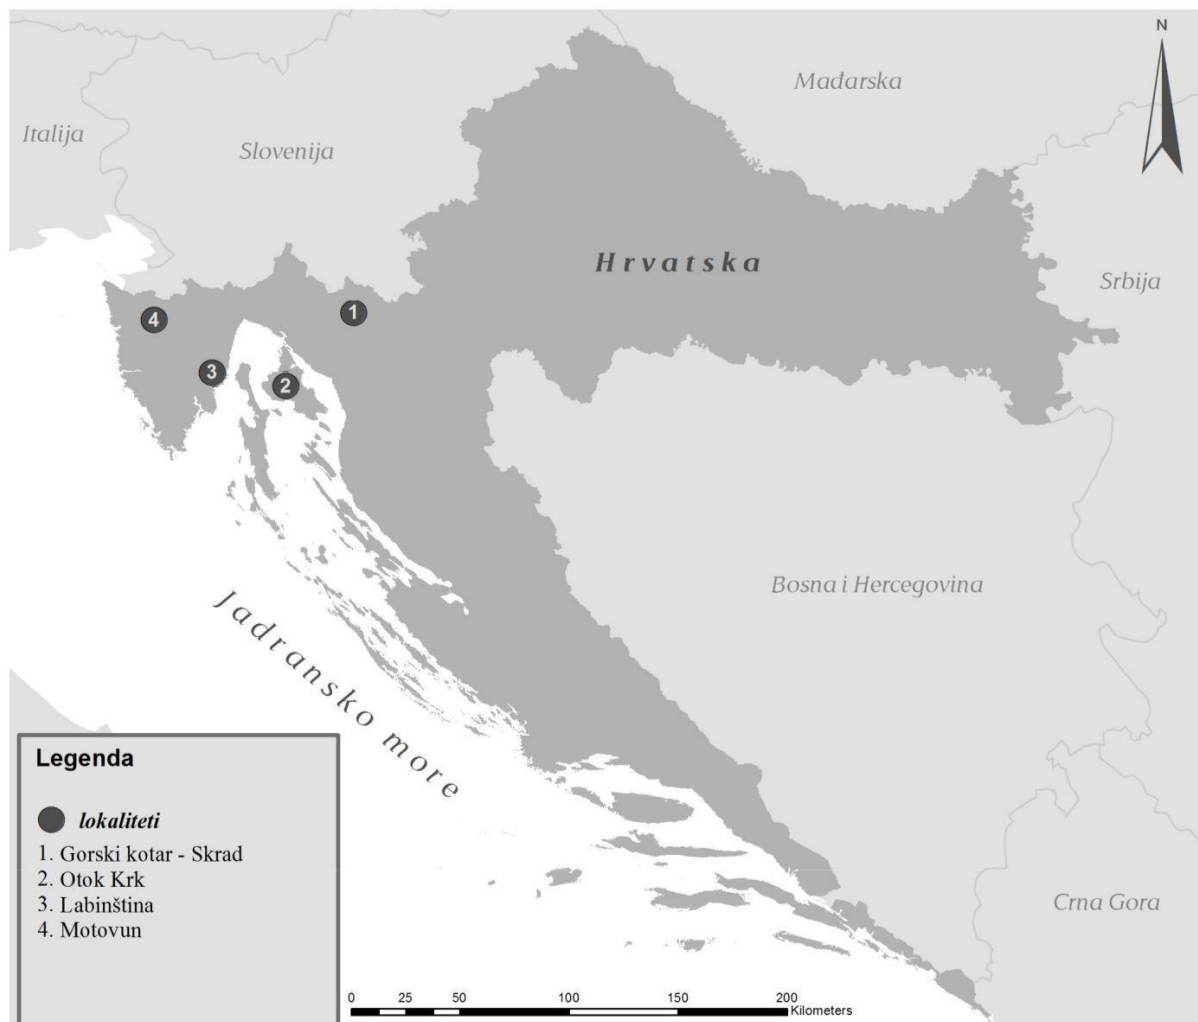 N
Mađarska
Italija
Slovenija
Hrvatska
Srbija
1
4
3
2
Bosna i Hercegovina
Jadransko more
Crna Gora
Legenda
lokaliteti
1. Gorski kotar - Skrad
2. Otok Krk
3. Labinština
4. Motovun
0 25 50 100 150 200
Kilometers